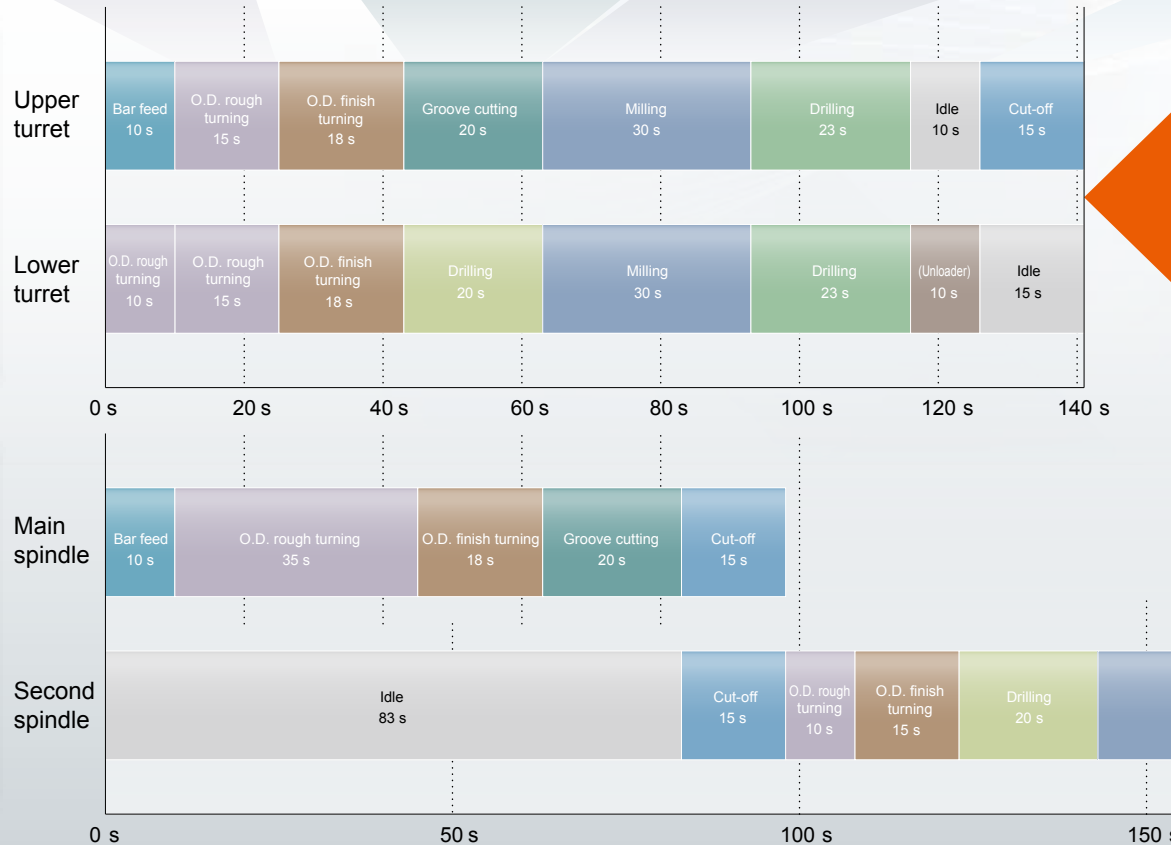 Upper
turret
Bar feed
10 s
O.D. rough
turning
15 s
O.D. finish
turning
18 s
Groove cutting
20 s
Milling
30 s
Drilling
23 s
Idle
10 s
Cut-off
15 s
Lower
turret
O.D. rough
turning
10 s
O.D. rough
turning
15 s
O.D. finish
turning
18 s
Drilling
20 s
Milling
30 s
Drilling
23 s
(Unloader)
10 s
Idle
15 s
0 s
20 s
40 s
60 s
80 s
100 s
120 s
140 s
Main
spindle
Bar feed
10 s
O.D. rough turning
35 s
O.D. finish turning
18 s
Groove cutting
20 s
Cut-off
15 s
Second
spindle
Idle
83 s
Cut-off
15 s
O.D. rough
turning
10 s
O.D. finish
turning
15 s
Drilling
20 s
0 s
50 s
100 s
150 s